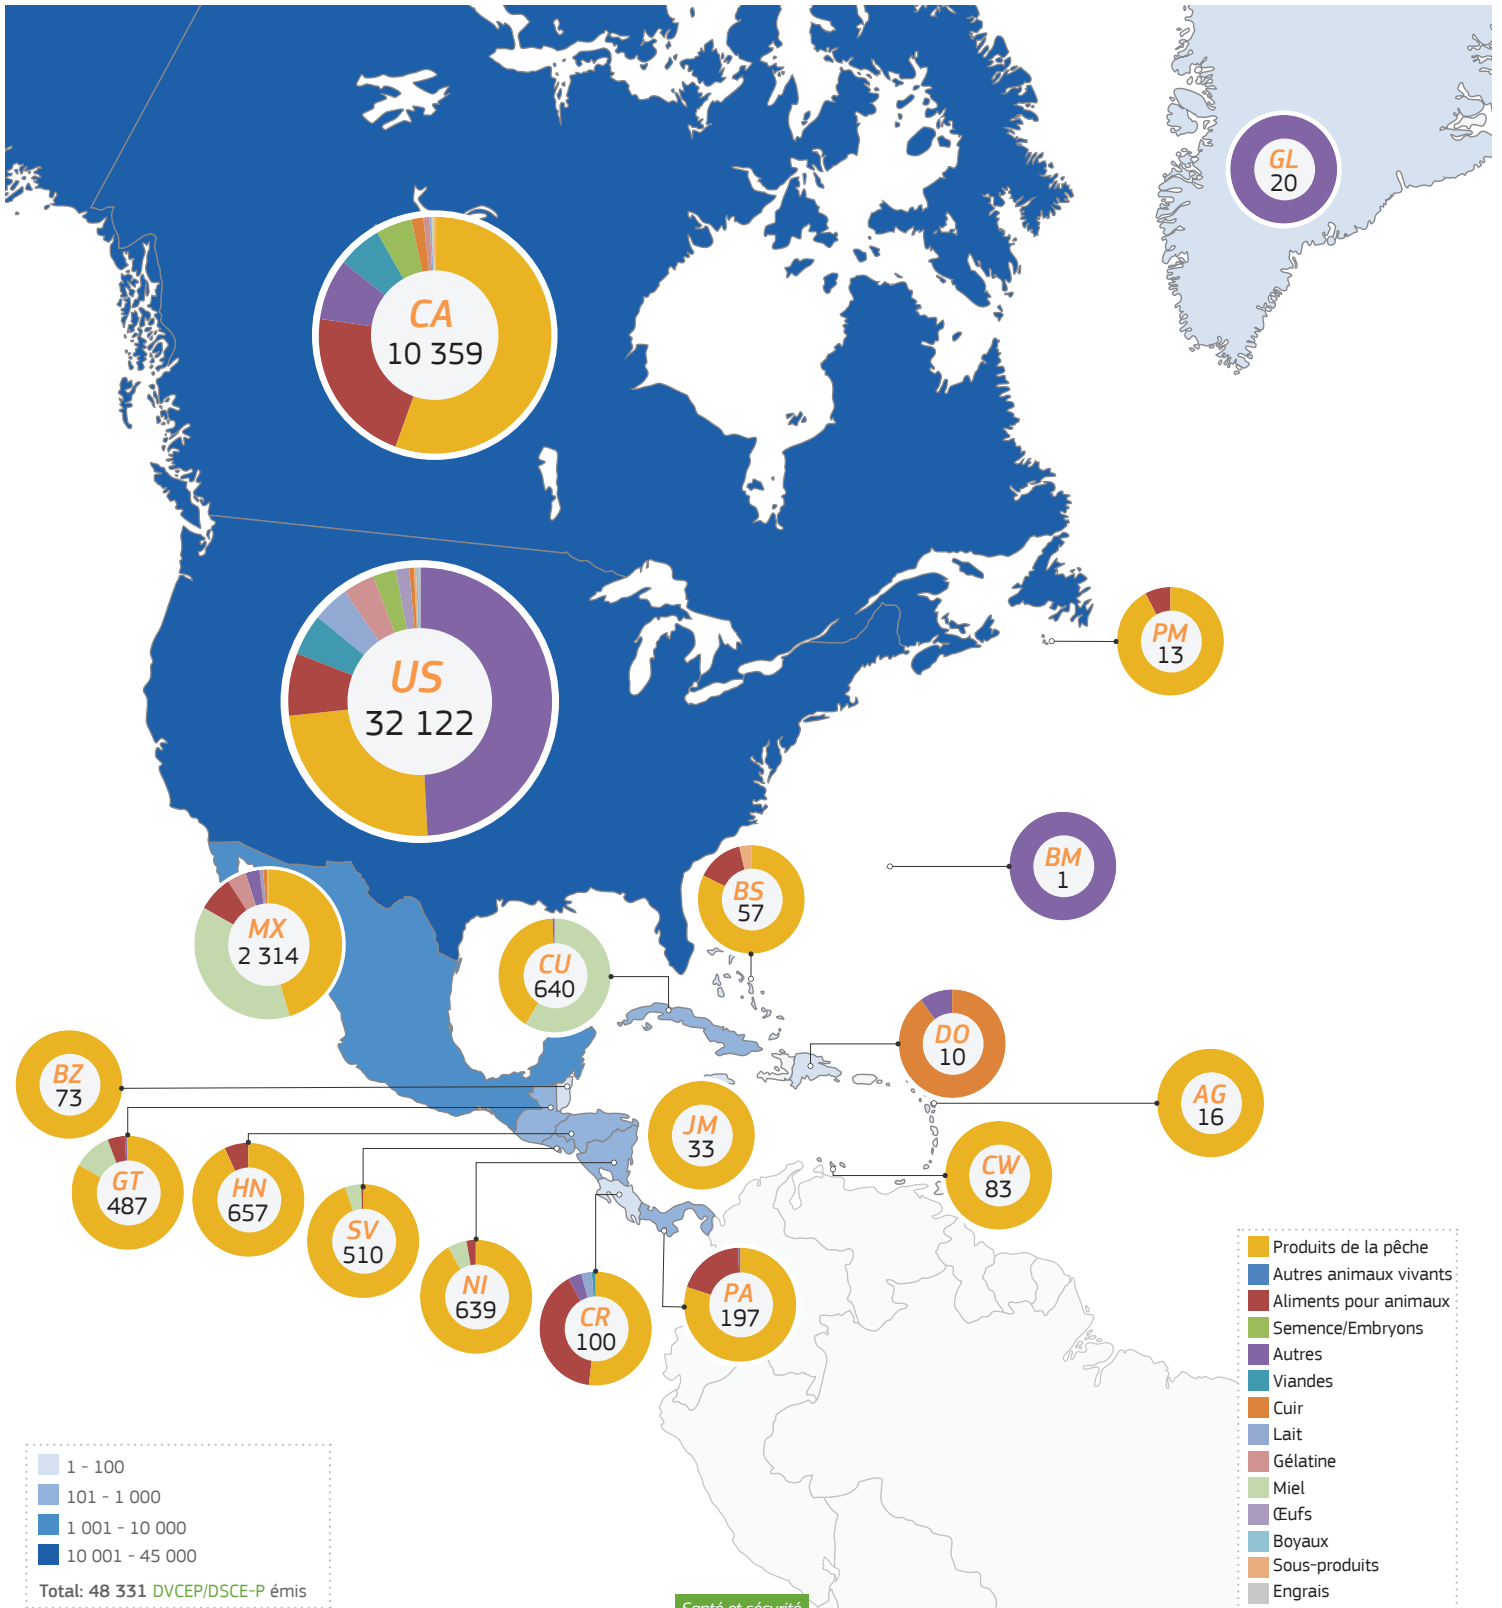 GL
20
CA
10 359
US
32 122
PM
13
BM
1
BS
57
MX
2 314
CU
640
DO
10
BZ
73
AG
16
JM
33
CW
83
GT
487
HN
657
SV
510
NI
639
CR
100
PA
197
Produits de la pêche
Autres animaux vivants
Aliments pour animaux
Semence/Embryons
Autres
Viandes
Cuir
Lait
Gélatine
Miel
Œufs
Boyaux
Sous-produits
Engrais
1 - 100
101 - 1 000
1 001 - 10 000
10 001 - 45 000
Total: 48 331 DVCEP/DSCE-P émis
Santé et sécurité